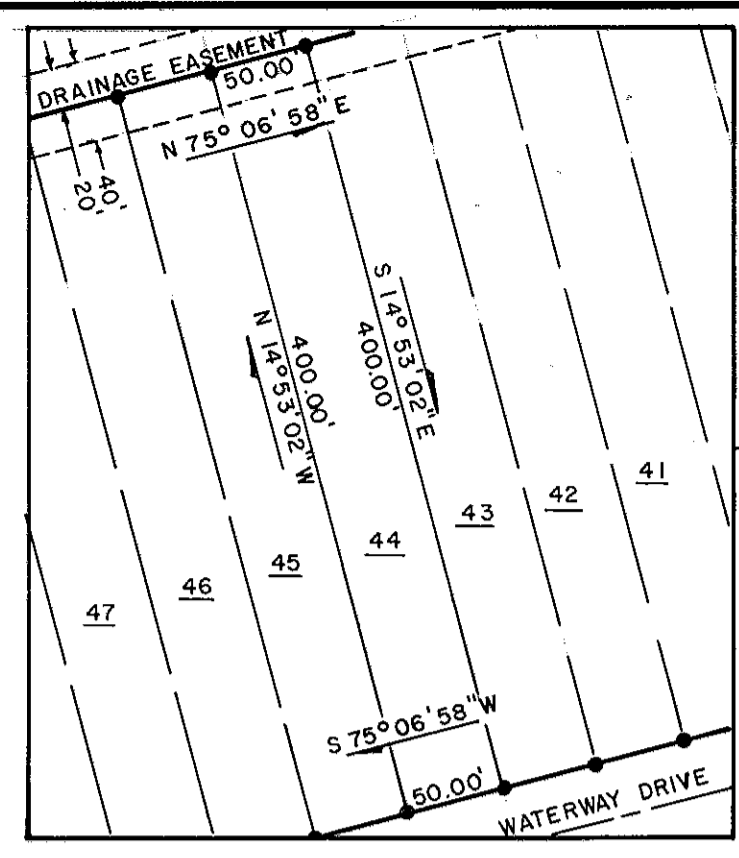 DRAINAGE EASEMENT
50.00'
N 75° 06' 58" E
40'
20'
S 14° 53' 02" E
400.00'
400.00'
N 14° 53' 02" W
41
42
43
44
45
46
47
S 75° 06' 58" W
50.00'
WATERWAY DRIVE